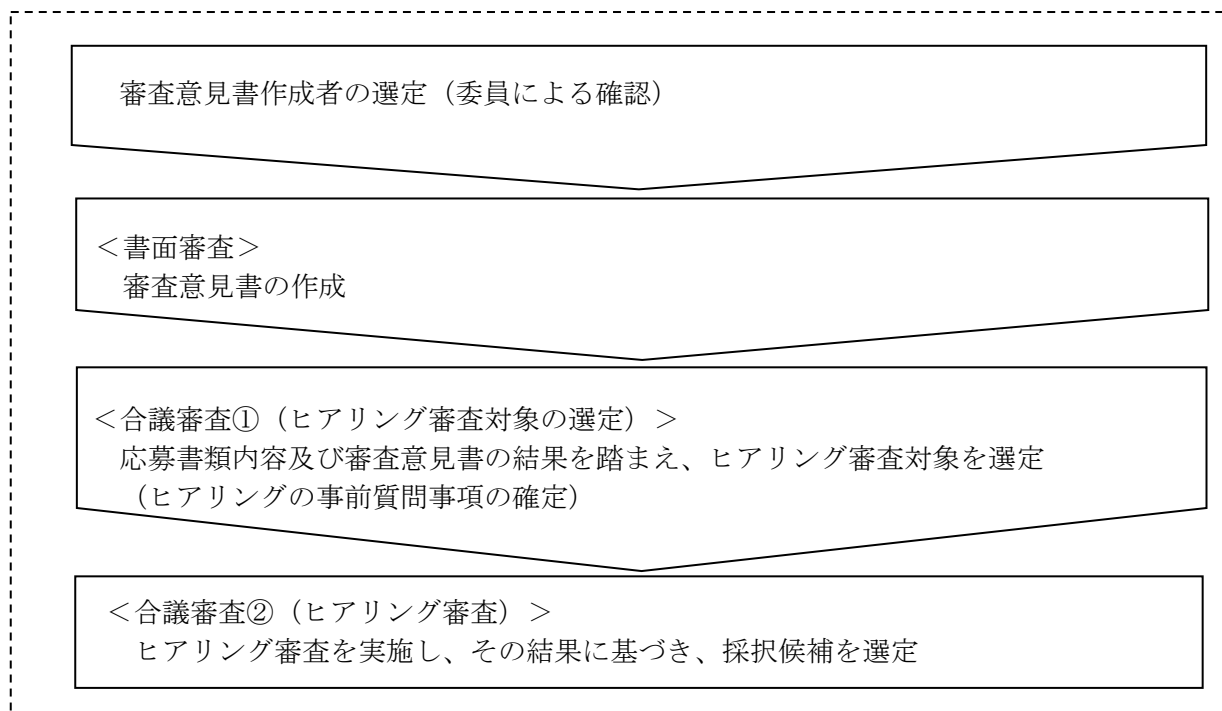 審査意見書作成者の選定（委員による確認）
＜書面審査＞
審査意見書の作成
＜合議審査①（ヒアリング審査対象の選定）＞
応募書類内容及び審査意見書の結果を踏まえ、ヒアリング審査対象を選定
（ヒアリングの事前質問事項の確定）
＜合議審査②（ヒアリング審査）＞
ヒアリング審査を実施し、その結果に基づき、採択候補を選定